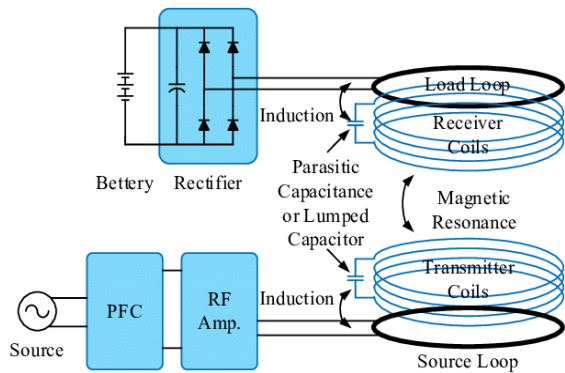 Load Loop
Induction
Receiver
Coils
Bettery
Rectifier
Parasitic
Capacitance
or Lumped
Capacitor
Magnetic
Resonance
Transmitter
Coils
PFC
RF
Amp.
Induction
Source
Source Loop